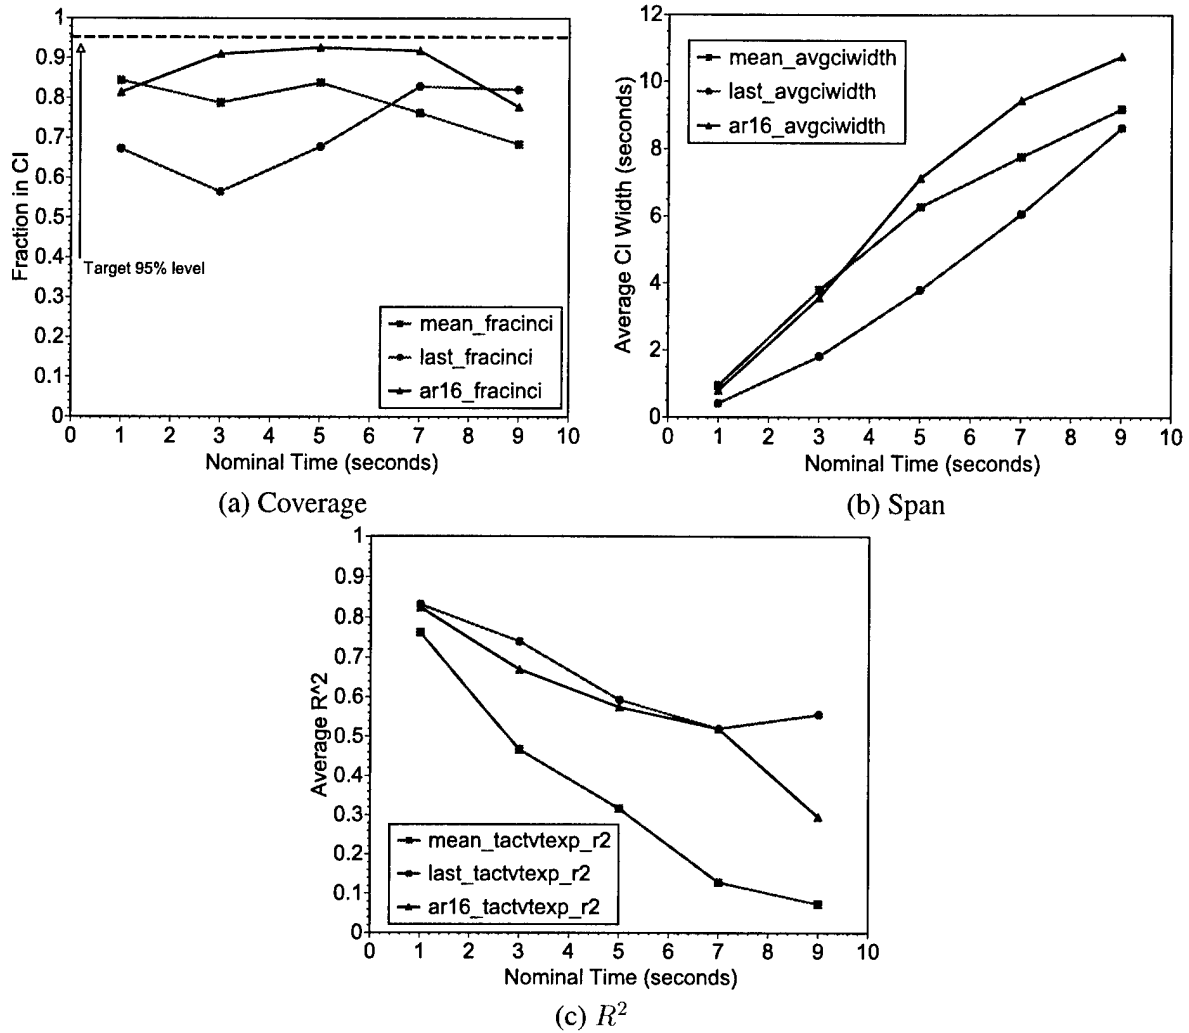 1
0.9
0.8
0.7
0.6
0.5
0.4
0.3
0.2
0.1
0
Fraction in CI
Target 95% level
mean_fracinci
last_fracinci
ar16_fracinci
0 1 2 3 4 5 6 7 8 9 10
Nominal Time (seconds)
(a) Coverage
12
10
8
6
4
2
0
Average CI Width (seconds)
mean_avgciwidth
last_avgciwidth
ar16_avgciwidth
0 1 2 3 4 5 6 7 8 9 10
Nominal Time (seconds)
(b) Span
1
0.9
0.8
0.7
0.6
0.5
0.4
0.3
0.2
0.1
0
Average R^2
mean_tactvtexp_r2
last_tactvtexp_r2
ar16_tactvtexp_r2
0 1 2 3 4 5 6 7 8 9 10
Nominal Time (seconds)
(c) R²